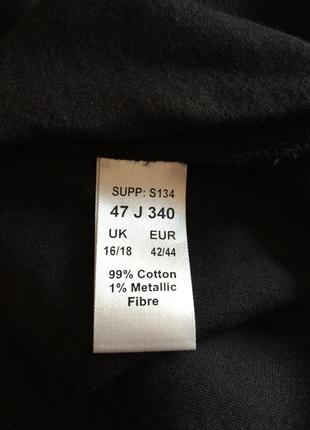 SUPP: S134
47 J 340
UK EUR
16/18 42/44
99% Cotton
1% Metallic
Fibre